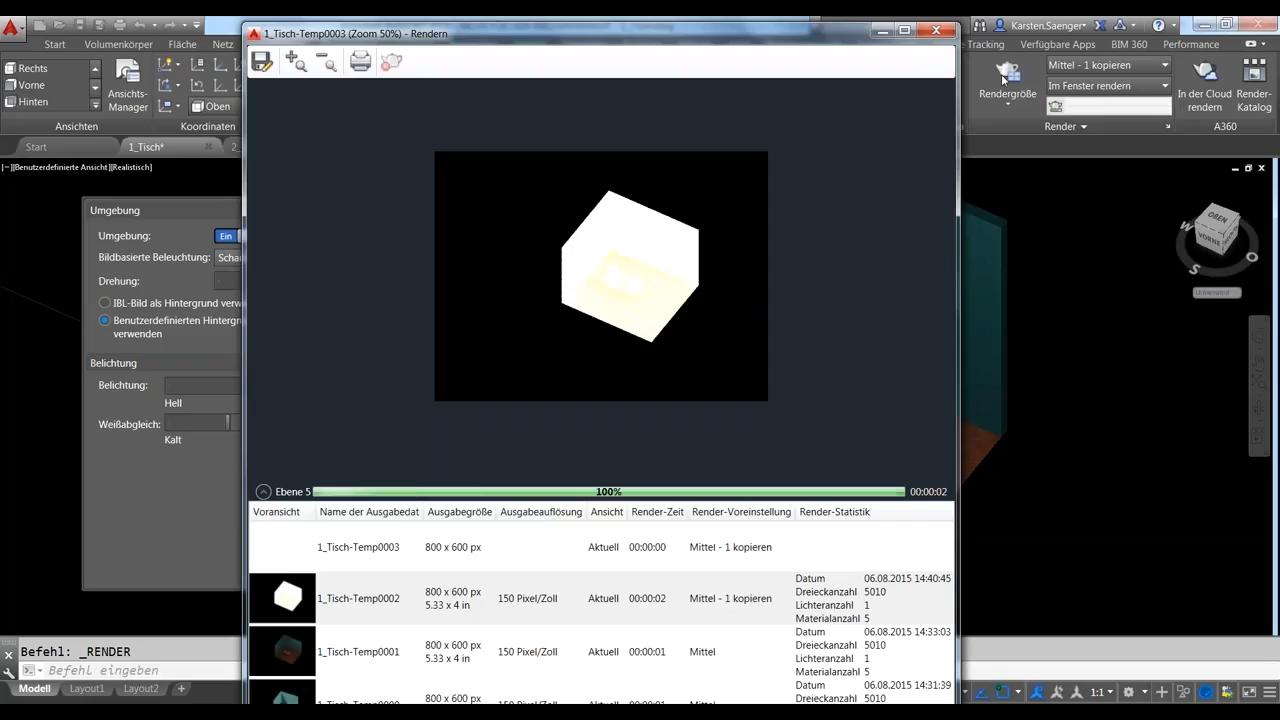 1_Tisch-Temp0003 (Zoom 50%) - Rendern
Karsten.Saenger
Start Volumenkörper Fläche Netz
Tracking Verfügbare Apps BIM 360 Performance
Rechts
Vorne
Hinten
Ansichts-
Manager
Oben
Ansichten
Koordinaten
Rendergröße
Mittel - 1 kopieren
Im Fenster rendern
In der Cloud
rendern
Render-
Katalog
Render
A360
Start
1_Tisch*
2_
[−][Benutzerdefinierte Ansicht][Realistisch]
Umgebung
Umgebung: Ein
Bildbasierte Beleuchtung:
Drehung:
IBL-Bild als Hintergrund
Benutzerdefinierten
verwenden
Belichtung
Belichtung:
Hell
Weißabgleich:
Kalt
OBEN
VORNE
W
S
O
Ebene 5 100% 00:00:02
Voransicht Name der Ausgabedat Ausgabegröße Ausgabeauflösung Ansicht Render-Zeit Render-Voreinstellung Render-Statistik
1_Tisch-Temp0003 800 x 600 px Aktuell 00:00:00 Mittel - 1 kopieren
1_Tisch-Temp0002 800 x 600 px 5.33 x 4 in 150 Pixel/Zoll Aktuell 00:00:02 Mittel - 1 kopieren
Datum 06.08.2015 14:40:45
Dreieckanzahl 5010
Lichteranzahl 1
Materialanzahl 5
1_Tisch-Temp0001 800 x 600 px 5.33 x 4 in 150 Pixel/Zoll Aktuell 00:00:01 Mittel
Datum 06.08.2015 14:33:03
Dreieckanzahl 5010
Lichteranzahl 1
Materialanzahl 5
800 x 600 px
Datum 06.08.2015 14:31:39
Dreieckanzahl 5010
Befehl: _RENDER
Befehl eingeben
Modell Layout1 Layout2 +
1:1